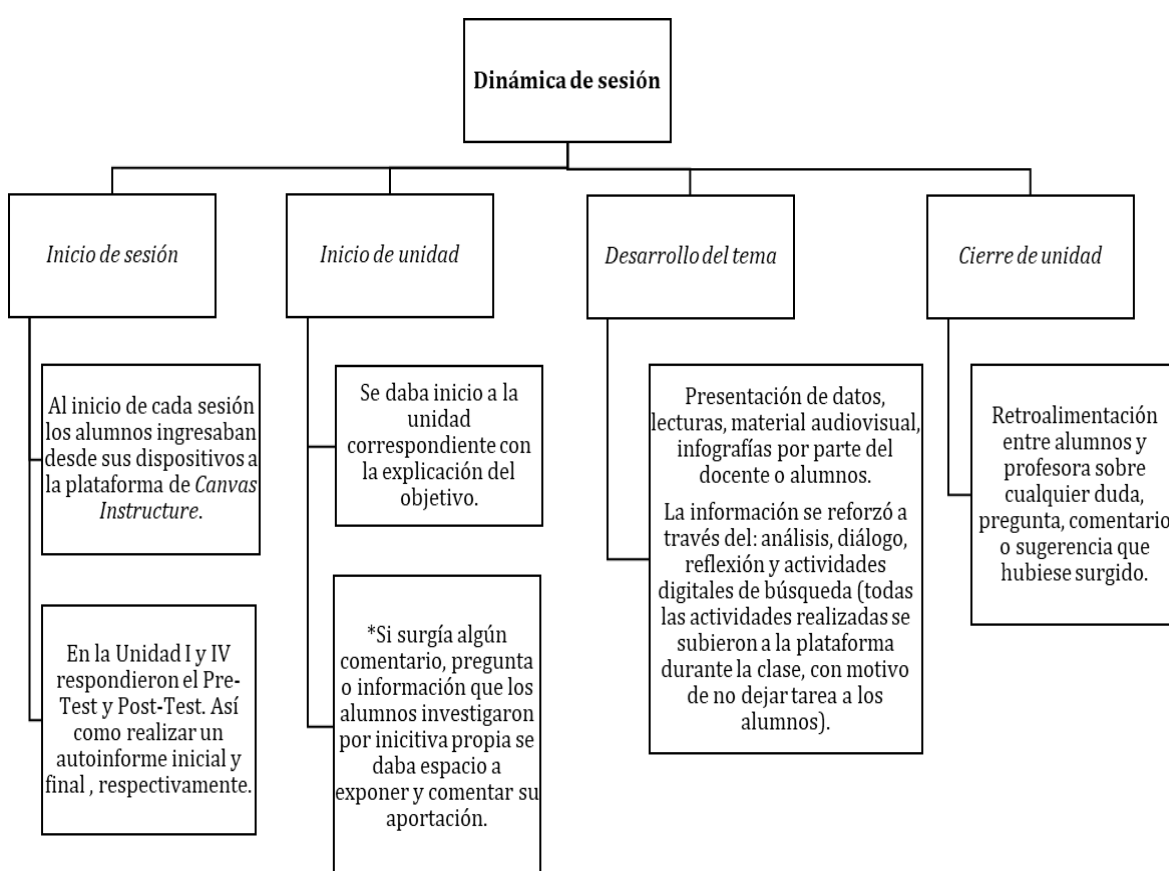 Dinámica de sesión
Inicio de sesión
Inicio de unidad
Desarrollo del tema
Cierre de unidad
Al inicio de cada sesión
los alumnos ingresaban
desde sus dispositivos a
la plataforma de Canvas
Instructure.
En la Unidad I y IV
respondieron el Pre-
Test y Post-Test. Así
como realizar un
autoinforme inicial y
final , respectivamente.
Se daba inicio a la
unidad
correspondiente con
la explicación del
objetivo.
*Si surgía algún
comentario, pregunta
o información que los
alumnos investigaron
por inicitiva propia se
daba espacio a
exponer y comentar su
aportación.
Presentación de datos,
lecturas, material audiovisual,
infografías por parte del
docente o alumnos.
La información se reforzó a
través del: análisis, diálogo,
reflexión y actividades
digitales de búsqueda (todas
las actividades realizadas se
subieron a la plataforma
durante la clase, con motivo
de no dejar tarea a los
alumnos).
Retroalimentación
entre alumnos y
profesora sobre
cualquier duda,
pregunta, comentario
o sugerencia que
hubiese surgido.